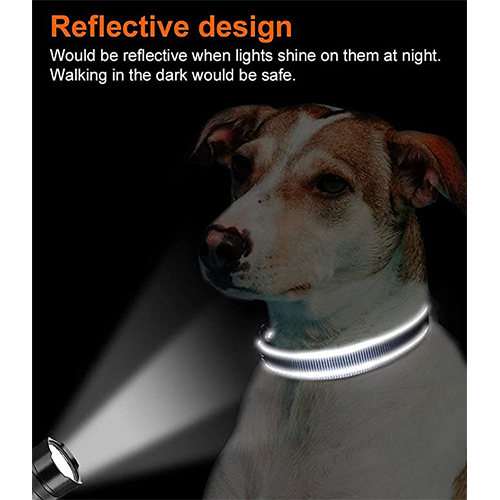 Reflective design
Would be reflective when lights shine on them at night.
Walking in the dark would be safe.